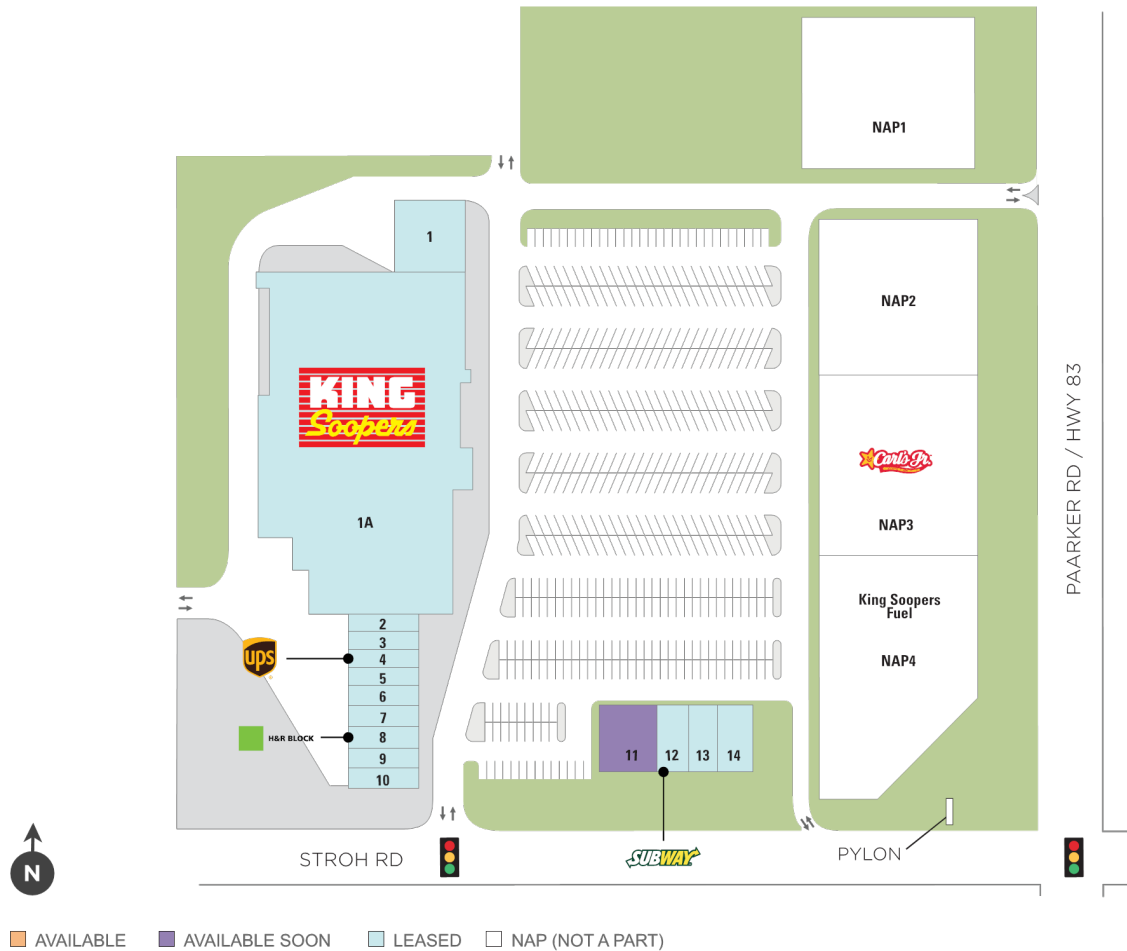 NAP1
1
NAP2
KING
Soopers
PAARKER RD / HWY 83
Carl's Jr.
1A
NAP3
King Soopers
Fuel
2
3
ups
4
NAP4
5
6
7
H&R BLOCK
8
9
10
11
12
13
14
STROH RD
SUBWAY
PYLON
N
AVAILABLE
AVAILABLE SOON
LEASED
NAP (NOT A PART)